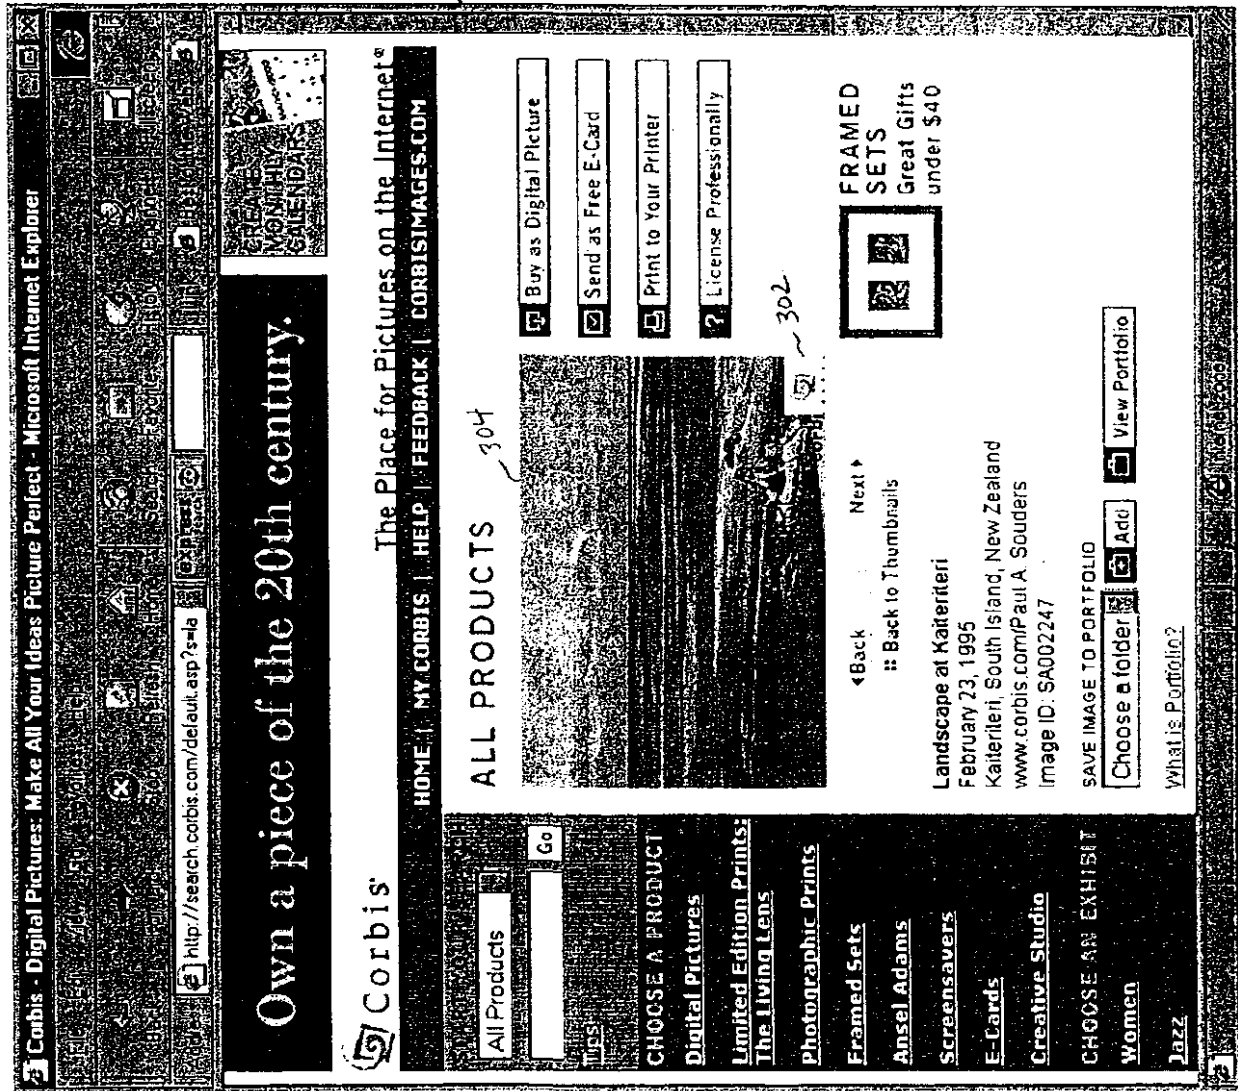 Corbis - Digital Pictures: Make All Your Ideas Picture Perfect - Microsoft Internet Explorer
http://search.corbis.com/default.asp?s=la
express
Own a piece of the 20th century.
CREATE
MONTHLY
CALENDARS
Corbis
The Place for Pictures on the Internet®
HOME | MY CORBIS | HELP | FEEDBACK | CORBISIMAGES.COM
All Products
Go
Tips
CHOOSE A PRODUCT
Digital Pictures
Limited Edition Prints:
The Living Lens
Photographic Prints
Framed Sets
Ansel Adams
Screensavers
E-Cards
Creative Studio
CHOOSE AN EXHIBIT
Women
Jazz
ALL PRODUCTS
304
Buy as Digital Picture
Send as Free E-Card
Print to Your Printer
License Professionally
302
Back Next
:: Back to Thumbnails
FRAMED
SETS
Great Gifts
under $40
Landscape at Kaiteriteri
February 23, 1995
Kaiteriteri, South Island, New Zealand
www.corbis.com/Paul A. Souders
Image ID: SA002247
SAVE IMAGE TO PORTFOLIO
Choose a folder Add View Portfolio
What is Portfolio?
Internet zone